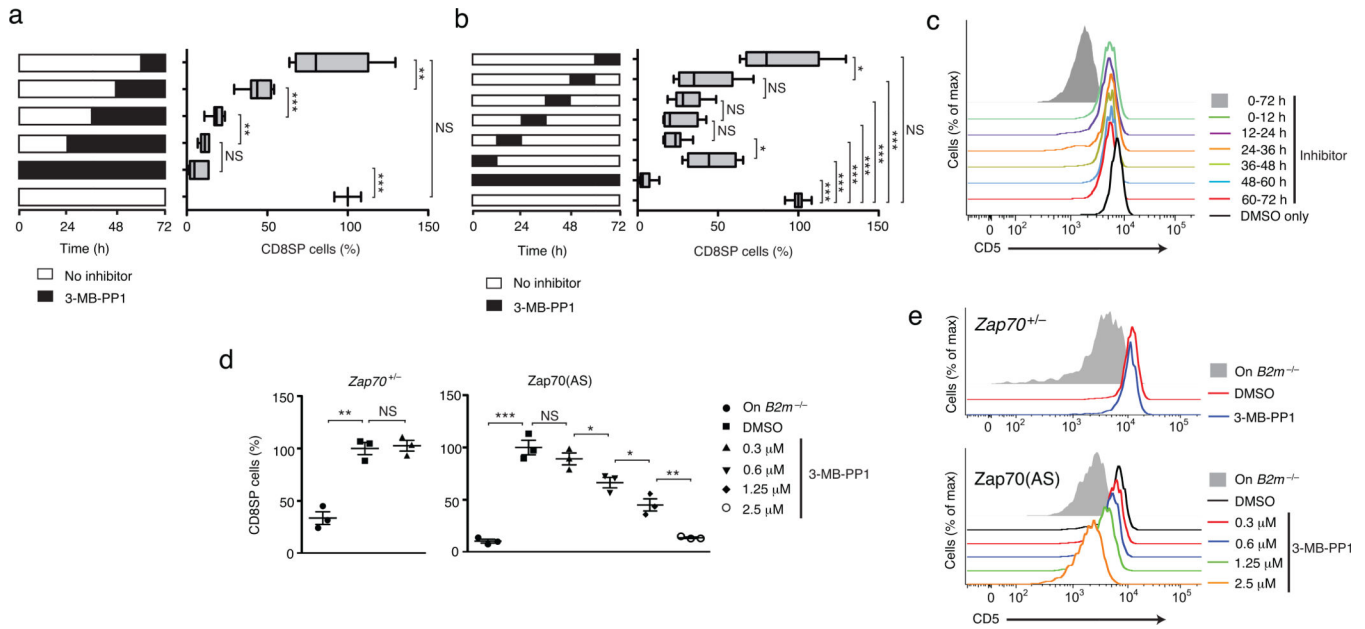 a
**
***
**
NS
***
NS
0
24
48
72
Time (h)
0
50
100
150
CD8SP cells (%)
No inhibitor
3-MB-PP1
b
*
NS
NS
NS
*
***
***
***
***
***
NS
0
24
48
72
Time (h)
0
50
100
150
CD8SP cells (%)
No inhibitor
3-MB-PP1
c
Cells (% of max)
0
10²
10³
10⁴
10⁵
CD5
0-72 h
0-12 h
12-24 h
24-36 h
36-48 h
48-60 h
60-72 h
DMSO only
Inhibitor
d
Zap70⁺/⁻
CD8SP cells (%)
150
100
50
0
**
NS
Zap70(AS)
150
100
50
0
***
NS
*
*
**
On B2m⁻/⁻
DMSO
0.3 µM
0.6 µM
1.25 µM
2.5 µM
3-MB-PP1
e
Zap70⁺/⁻
Cells (% of max)
On B2m⁻/⁻
DMSO
3-MB-PP1
Zap70(AS)
Cells (% of max)
0
10²
10³
10⁴
10⁵
CD5
On B2m⁻/⁻
DMSO
0.3 µM
0.6 µM
1.25 µM
2.5 µM
3-MB-PP1